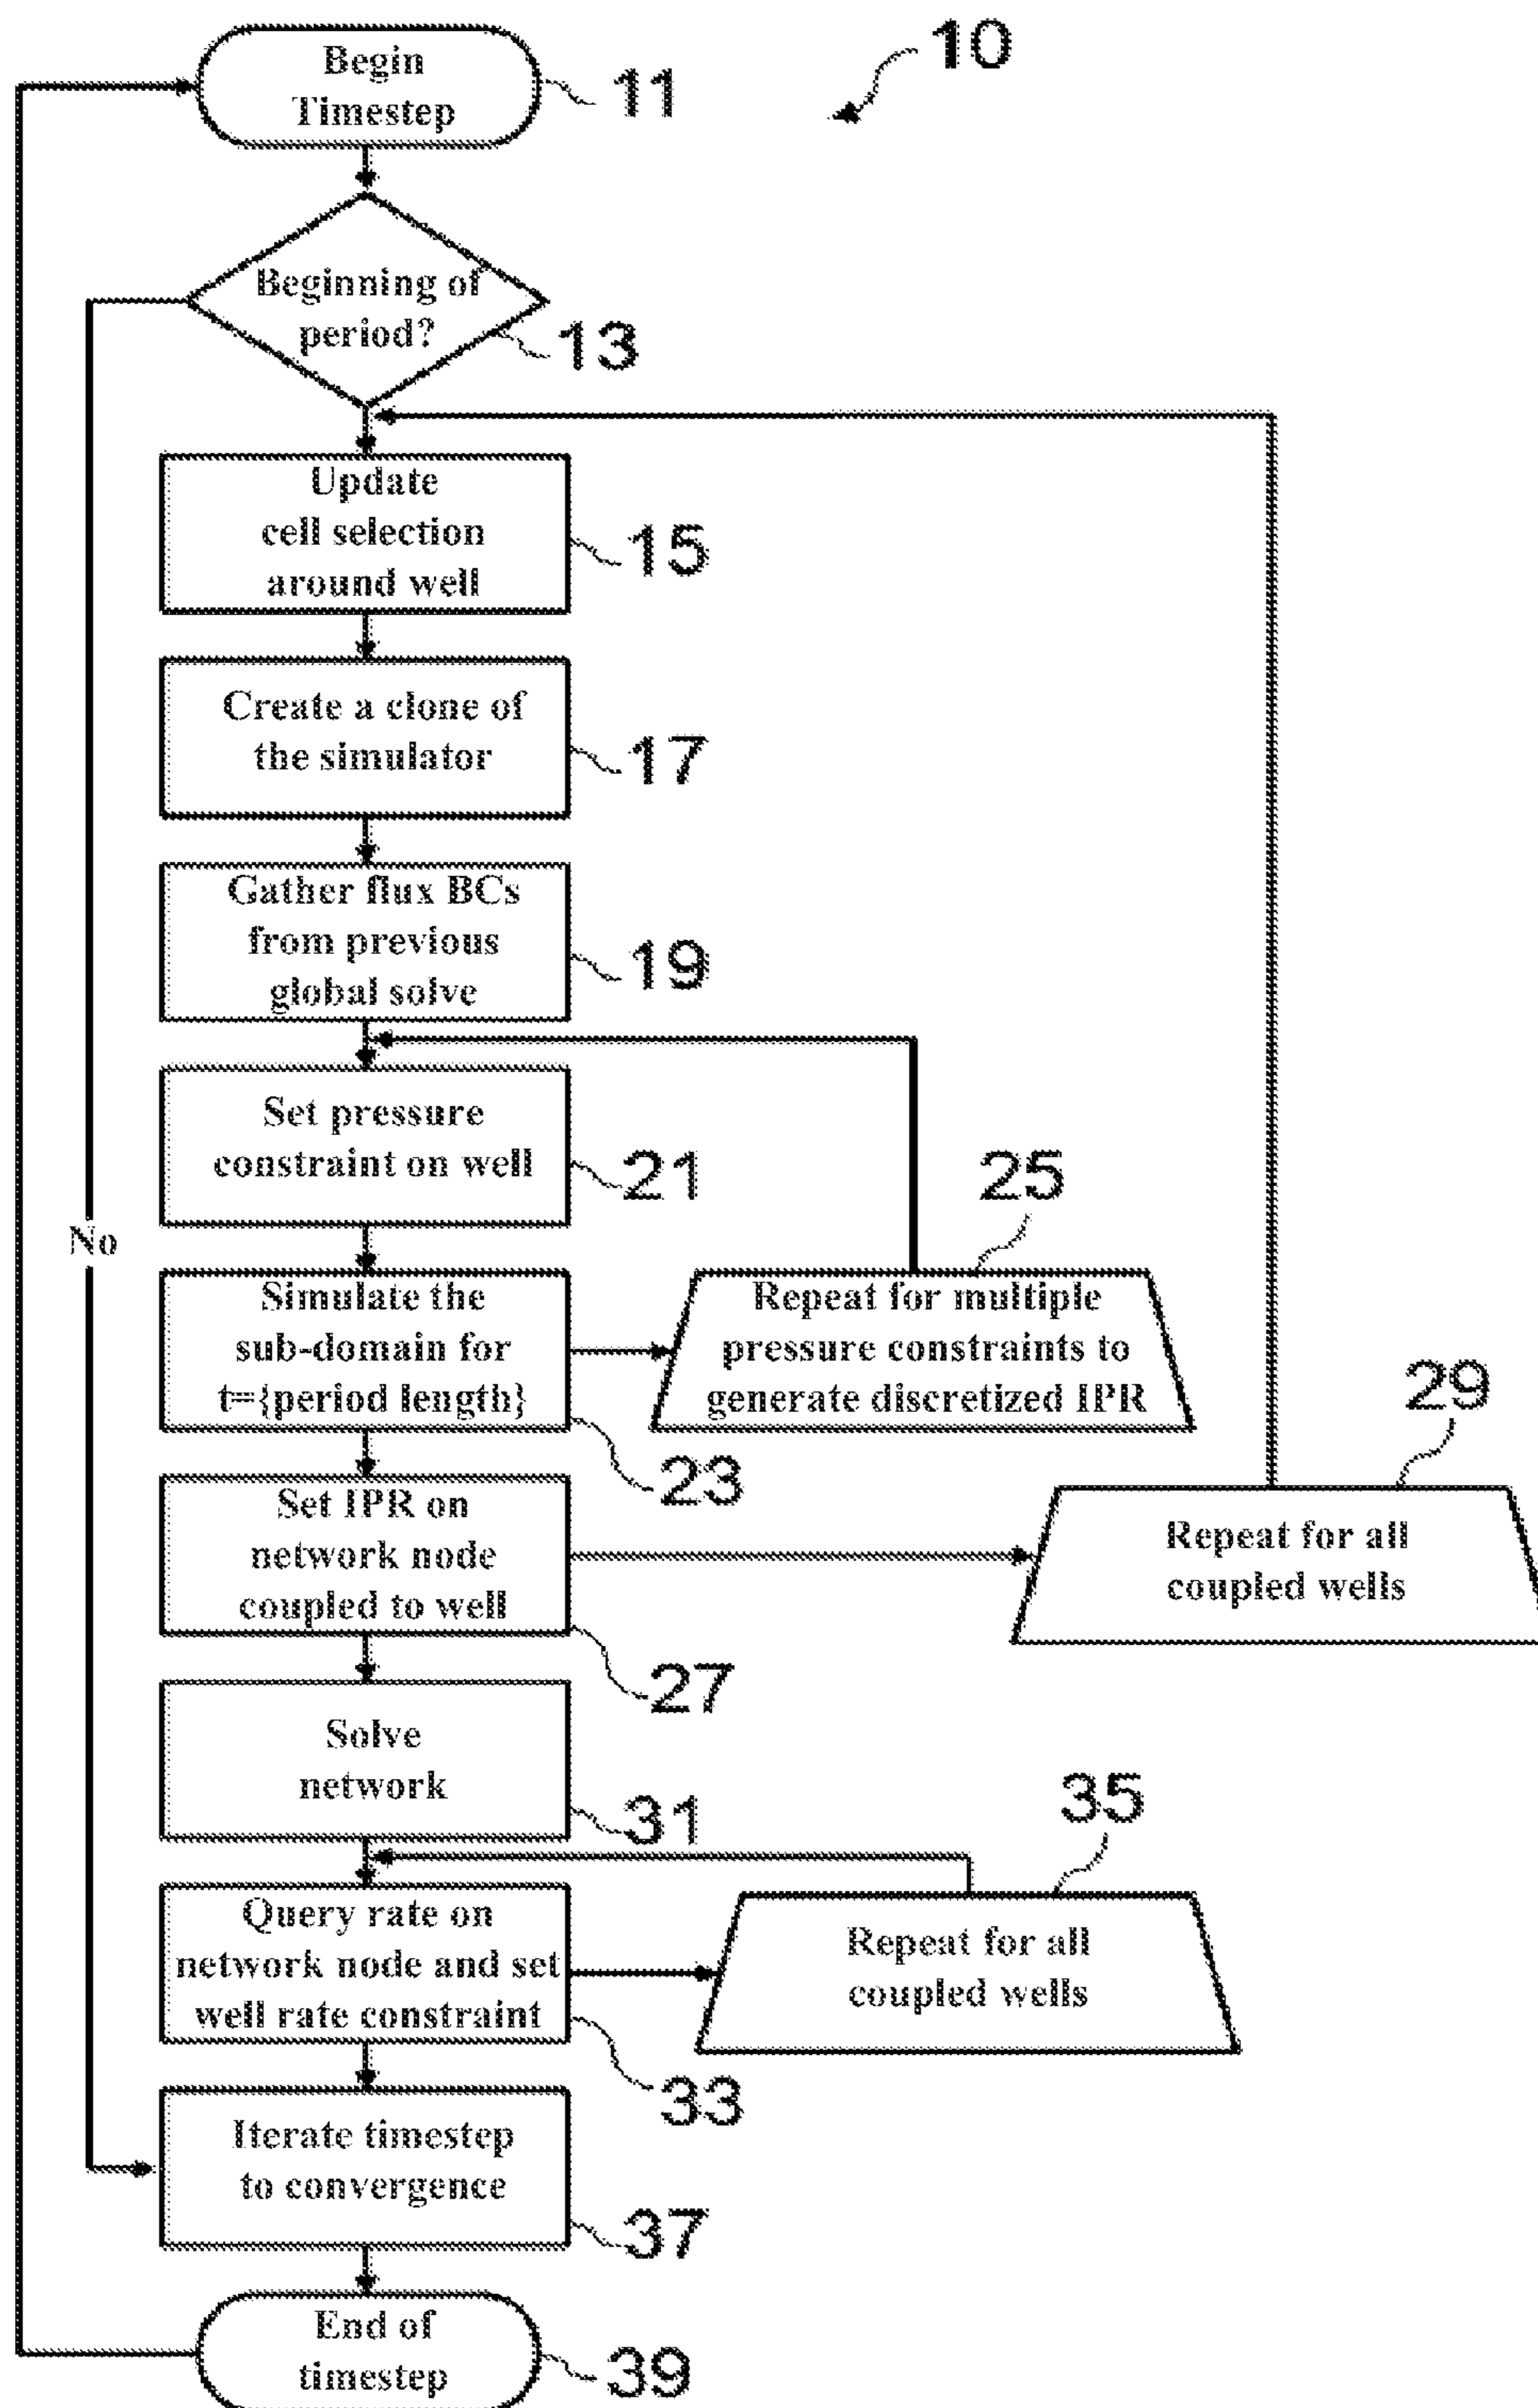 10
Begin
Timestep
11
Beginning of
period?
13
Update
cell selection
around well
15
Create a clone of
the simulator
17
Gather flux BCs
from previous
global solve
19
Set pressure
constraint on well
21
25
No
Simulate the
sub-domain for
t={period length}
23
Repeat for multiple
pressure constraints to
generate discretized IPR
29
Set IPR on
network node
coupled to well
27
Repeat for all
coupled wells
Solve
network
31
35
Query rate on
network node and set
well rate constraint
33
Repeat for all
coupled wells
Iterate timestep
to convergence
37
End of
timestep
39